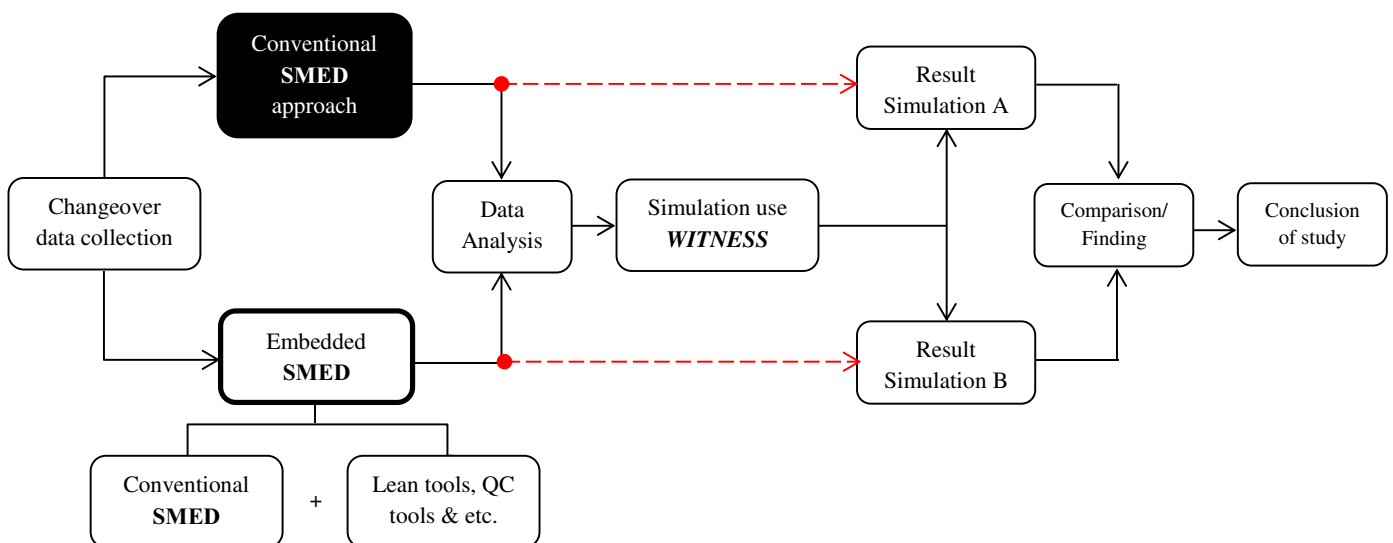 Conventional
SMED
approach
Result
Simulation A
Changeover
data collection
Data
Analysis
Simulation use
WITNESS
Comparison/
Finding
Conclusion
of study
Embedded
SMED
Result
Simulation B
Conventional
SMED
+
Lean tools, QC
tools & etc.